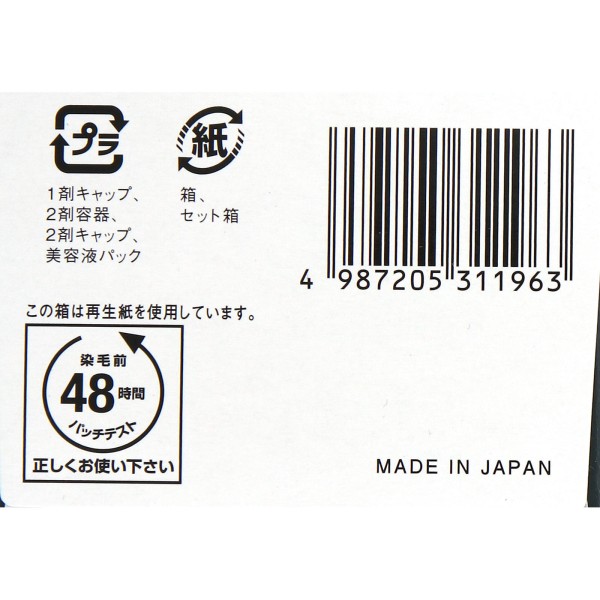 プラ
紙
1剤キャップ、
2剤容器、
2剤キャップ、
美容液パック
箱、
セット箱
4 987205 311963
この箱は再生紙を使用しています。
染毛前
48時間
パッチテスト
正しくお使い下さい
MADE IN JAPAN